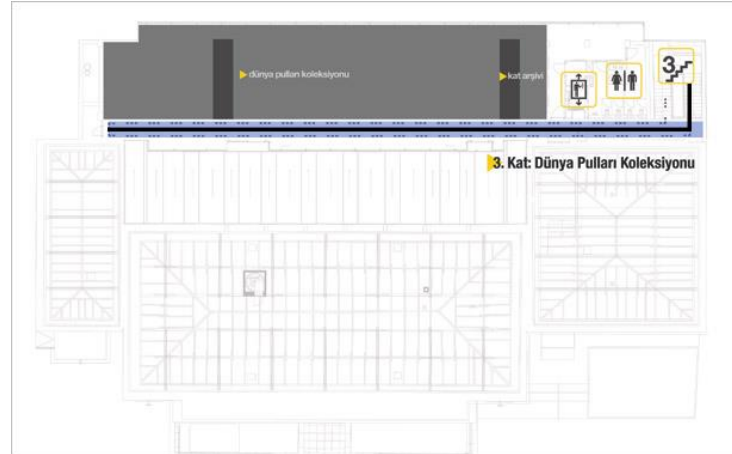 dünya pulları koleksiyonu
kat arşivi
3
3. Kat: Dünya Pulları Koleksiyonu